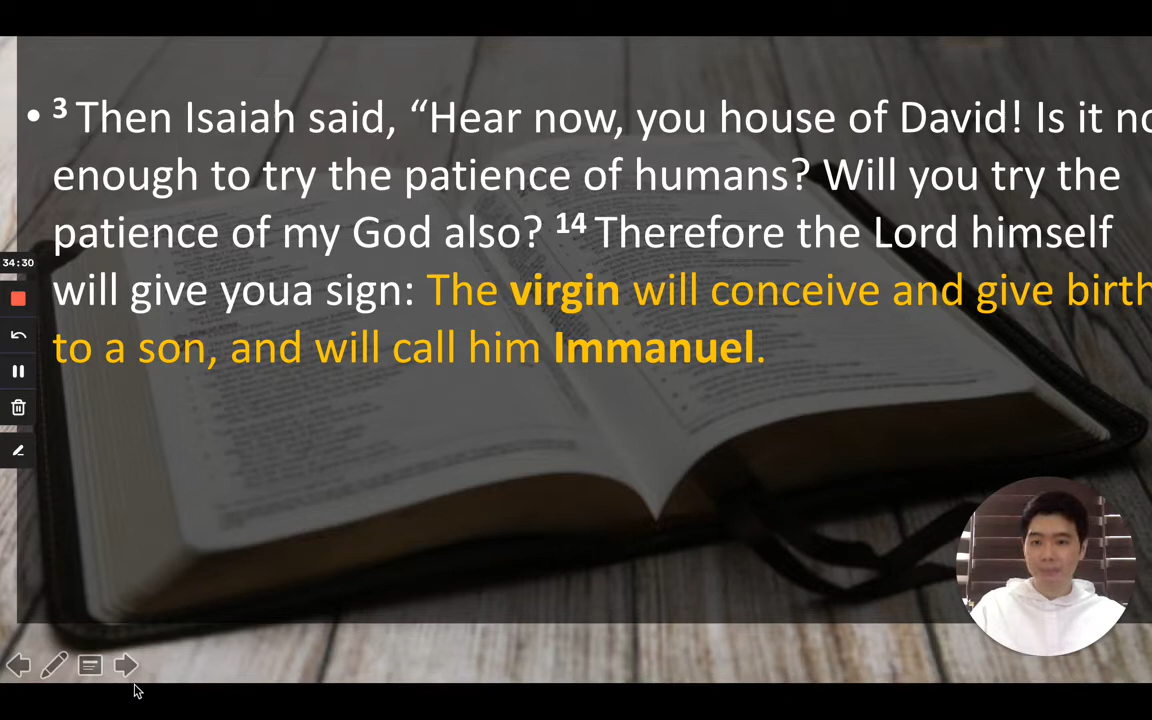 • 3 Then Isaiah said, “Hear now, you house of David! Is it no
enough to try the patience of humans? Will you try the
patience of my God also? 14 Therefore the Lord himself
34:30
will give youa sign: The virgin will conceive and give birth
to a son, and will call him Immanuel.